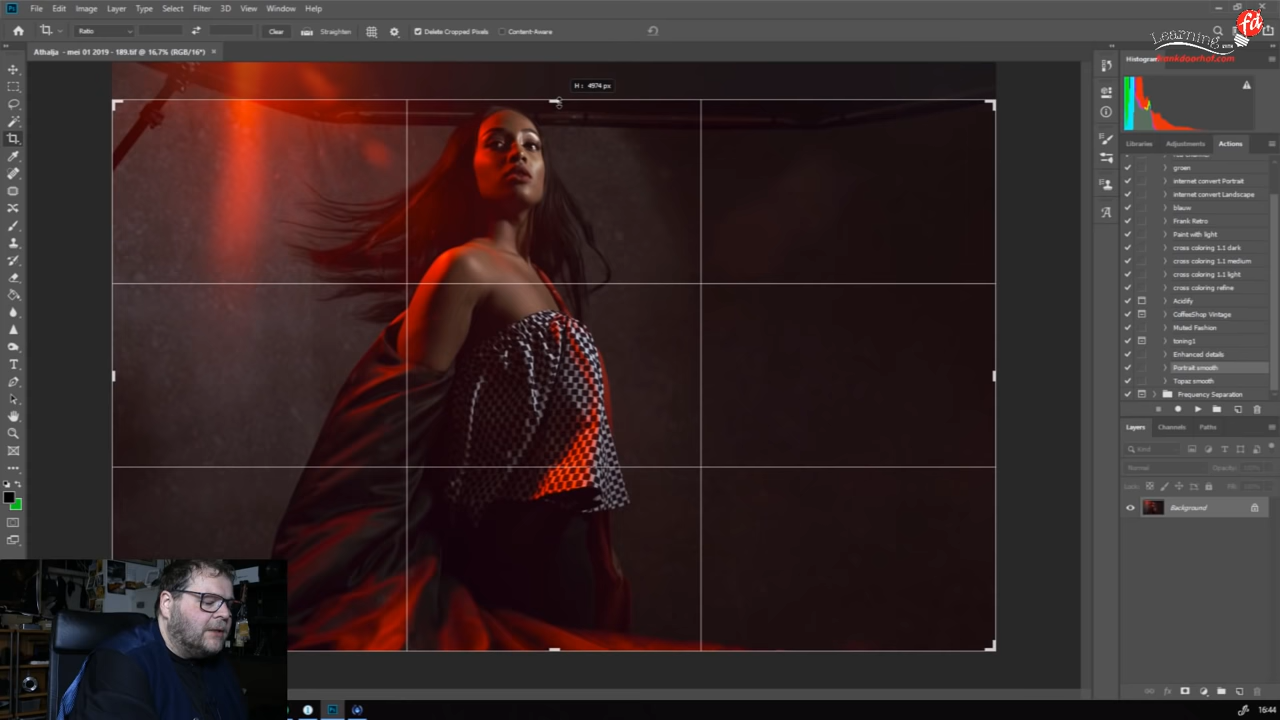 File Edit Image Layer Type Select Filter 3D View Window Help
Ratio Clear Straighten Delete Cropped Pixels Content-Aware
Learning with
fd
frankdoorhof.com
Athalja - mei 01 2019 - 189.tif @ 16,7% (RGB/16*)
Histogram
H : 4974 px
Libraries Adjustments Actions
groen
internet convert Portrait
internet convert Landscape
blauw
Frank Retro
Paint with light
cross coloring 1.1 dark
cross coloring 1.1 medium
cross coloring 1.1 light
cross coloring refine
Acidify
CoffeeShop Vintage
Muted Fashion
toning1
Enhanced details
Portrait smooth
Topaz smooth
Frequency Separation
Layers Channels Paths
Kind
Normal Opacity: 100%
Lock: Fill: 100%
Background
16:44